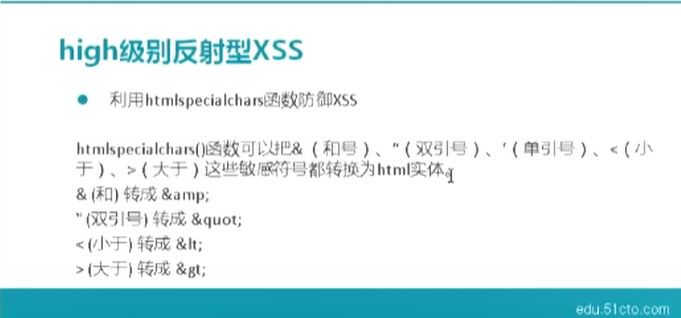 high级别反射型XSS
利用htmlspecialchars函数防御XSS
htmlspecialchars()函数可以把&（和号）、“（双引号）、‘（单引号）、<（小
于）、>（大于）这些敏感符号都转换为html实体。
& (和) 转成 &amp;
" (双引号) 转成 &quot;
< (小于) 转成 &lt;
> (大于) 转成 &gt;
edu.51cto.com